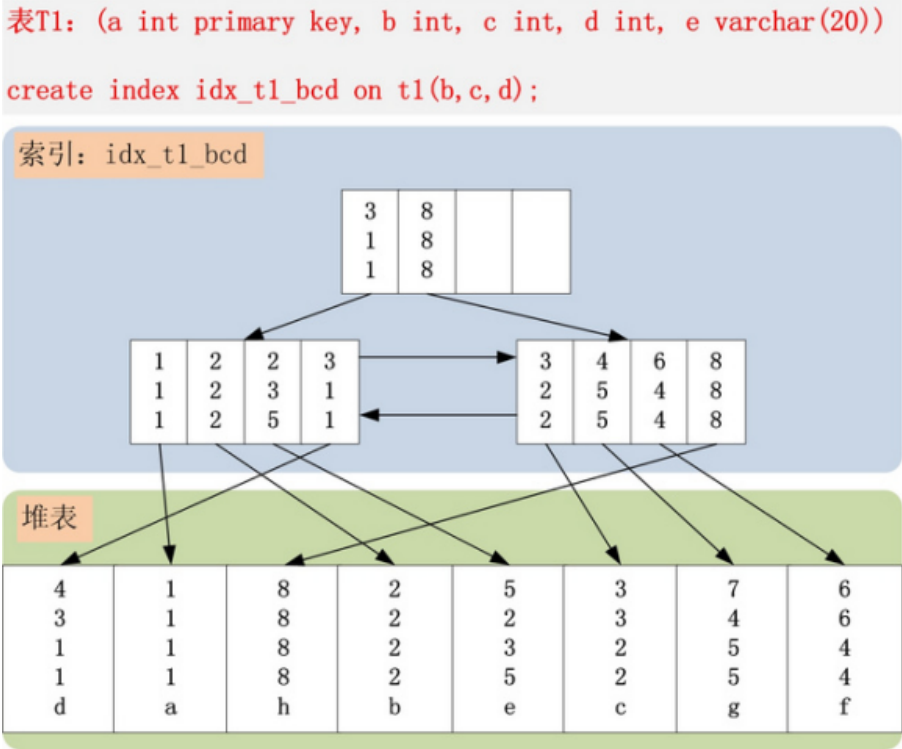 表T1：(a int primary key, b int, c int, d int, e varchar(20))
create index idx_t1_bcd on t1(b,c,d);
索引：idx_t1_bcd
3 8
1 8
1 8
1 2 2 3 3 4 6 8
1 2 3 1 2 5 4 8
1 2 5 1 2 5 4 8
堆表
4 1 8 2 5 3 7 6
3 1 8 2 2 3 4 6
1 1 8 2 3 2 5 4
1 1 8 2 5 2 5 4
d a h b e c g f